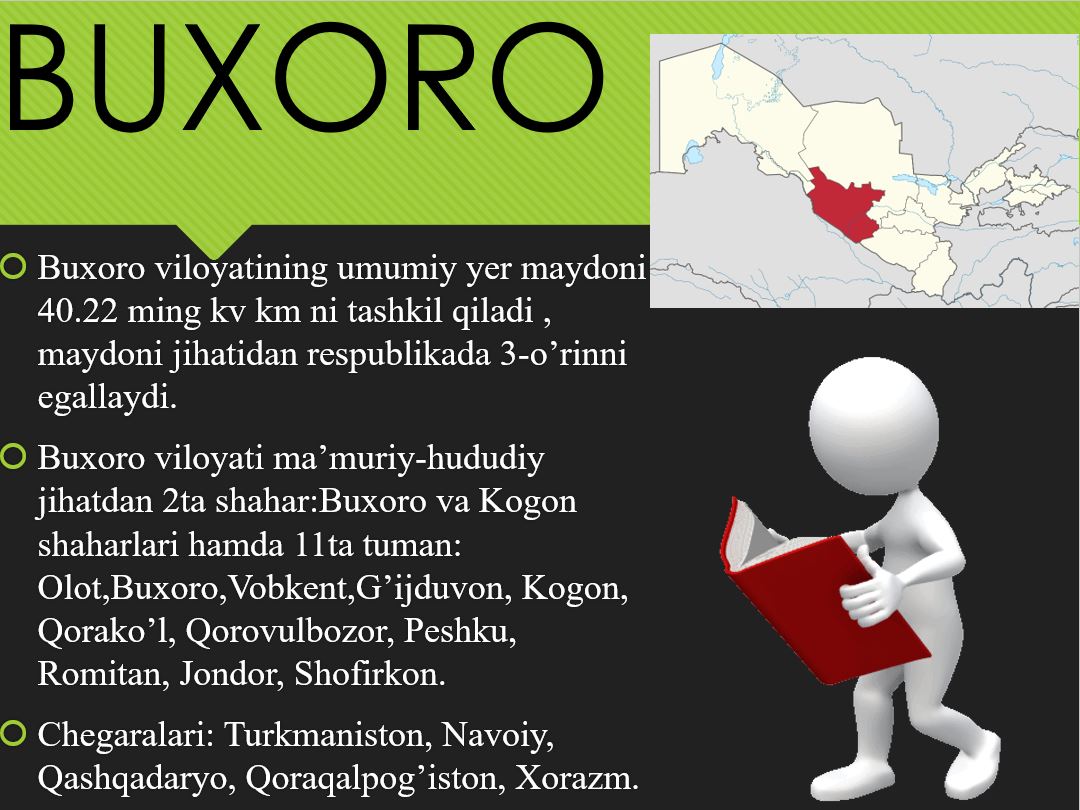 BUXORO
Buxoro viloyatining umumiy yer maydoni
40.22 ming kv km ni tashkil qiladi ,
maydoni jihatidan respublikada 3-o’rinni
egallaydi.
Buxoro viloyati ma’muriy-hududiy
jihatdan 2ta shahar:Buxoro va Kogon
shaharlari hamda 11ta tuman:
Olot,Buxoro,Vobkent,G’ijduvon, Kogon,
Qorako’l, Qorovulbozor, Peshku,
Romitan, Jondor, Shofirkon.
Chegaralari: Turkmaniston, Navoiy,
Qashqadaryo, Qoraqalpog’iston, Xorazm.